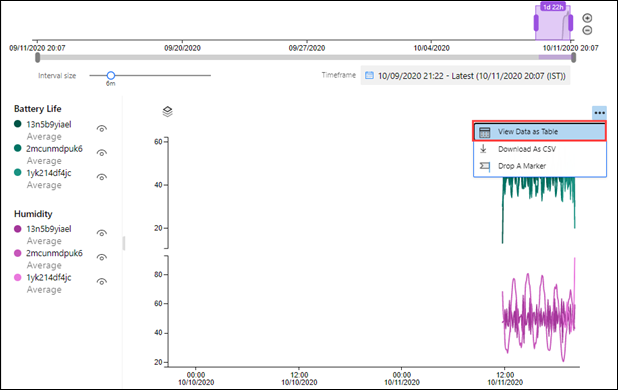 1d 22h
09/11/2020 20:07
09/20/2020
09/27/2020
10/04/2020
10/11/2020 20:07
Interval size
6m
Timeframe
10/09/2020 21:22 - Latest (10/11/2020 20:07 (IST))
Battery Life
13n5b9yiael
Average
2mcunmdpuk6
Average
1yk214df4jc
Average
Humidity
13n5b9yiael
Average
2mcunmdpuk6
Average
1yk214df4jc
Average
View Data as Table
Download As CSV
Drop A Marker
60
40
20
80
60
40
20
00:00
10/10/2020
12:00
10/10/2020
00:00
10/11/2020
12:00
10/11/2020